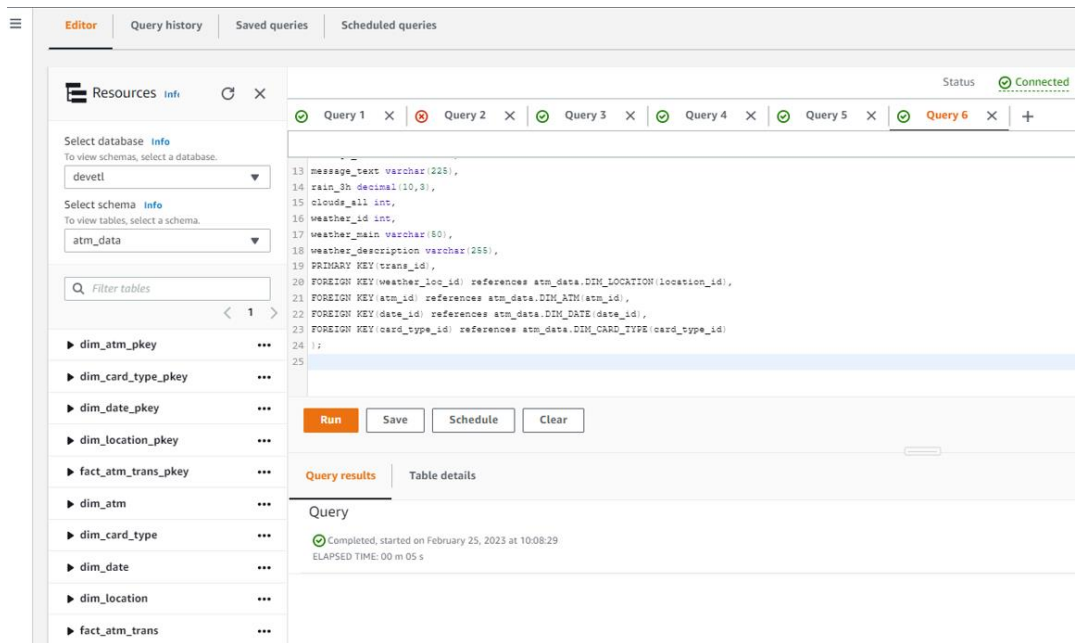 Editor Query history Saved queries Scheduled queries
Resources Info
Status Connected
Query 1 Query 2 Query 3 Query 4 Query 5 Query 6
Select database Info
To view schemas, select a database.
devetl
Select schema Info
To view tables, select a schema.
atm_data
Filter tables
1
dim_atm_pkey
dim_card_type_pkey
dim_date_pkey
dim_location_pkey
fact_atm_trans_pkey
dim_atm
dim_card_type
dim_date
dim_location
fact_atm_trans
13 message_text varchar(225),
14 rain_3h decimal(10,3),
15 clouds_all int,
16 weather_id int,
17 weather_main varchar(50),
18 weather_description varchar(255),
19 PRIMARY KEY(trans_id),
20 FOREIGN KEY(weather_loc_id) references atm_data.DIM_LOCATION(location_id),
21 FOREIGN KEY(atm_id) references atm_data.DIM_ATM(atm_id),
22 FOREIGN KEY(date_id) references atm_data.DIM_DATE(date_id),
23 FOREIGN KEY(card_type_id) references atm_data.DIM_CARD_TYPE(card_type_id)
24 );
25
Run Save Schedule Clear
Query results Table details
Query
Completed, started on February 25, 2023 at 10:08:29
ELAPSED TIME: 00 m 05 s